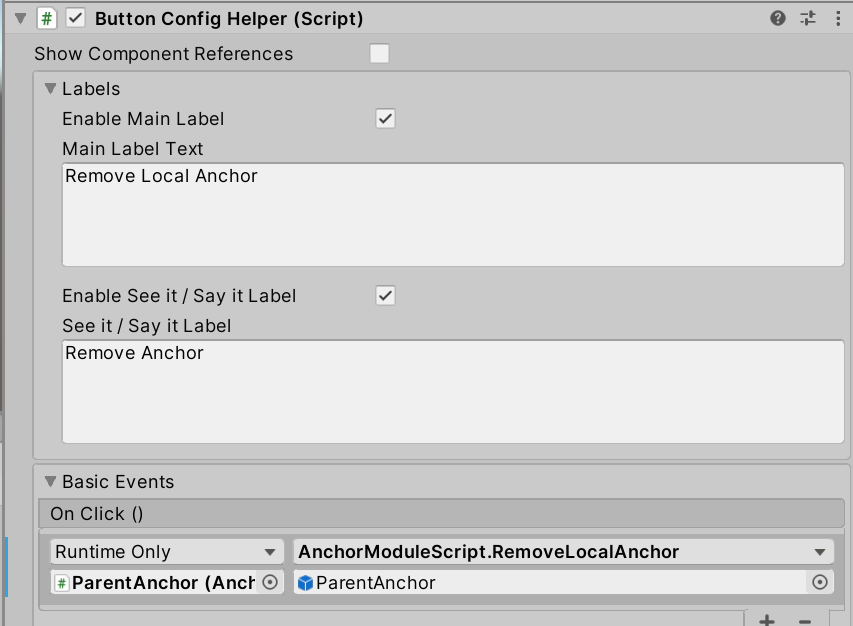 Button Config Helper (Script)
Show Component References
Labels
Enable Main Label
Main Label Text
Remove Local Anchor
Enable See it / Say it Label
See it / Say it Label
Remove Anchor
Basic Events
On Click ()
Runtime Only AnchorModuleScript.RemoveLocalAnchor
ParentAnchor (Anch ParentAnchor